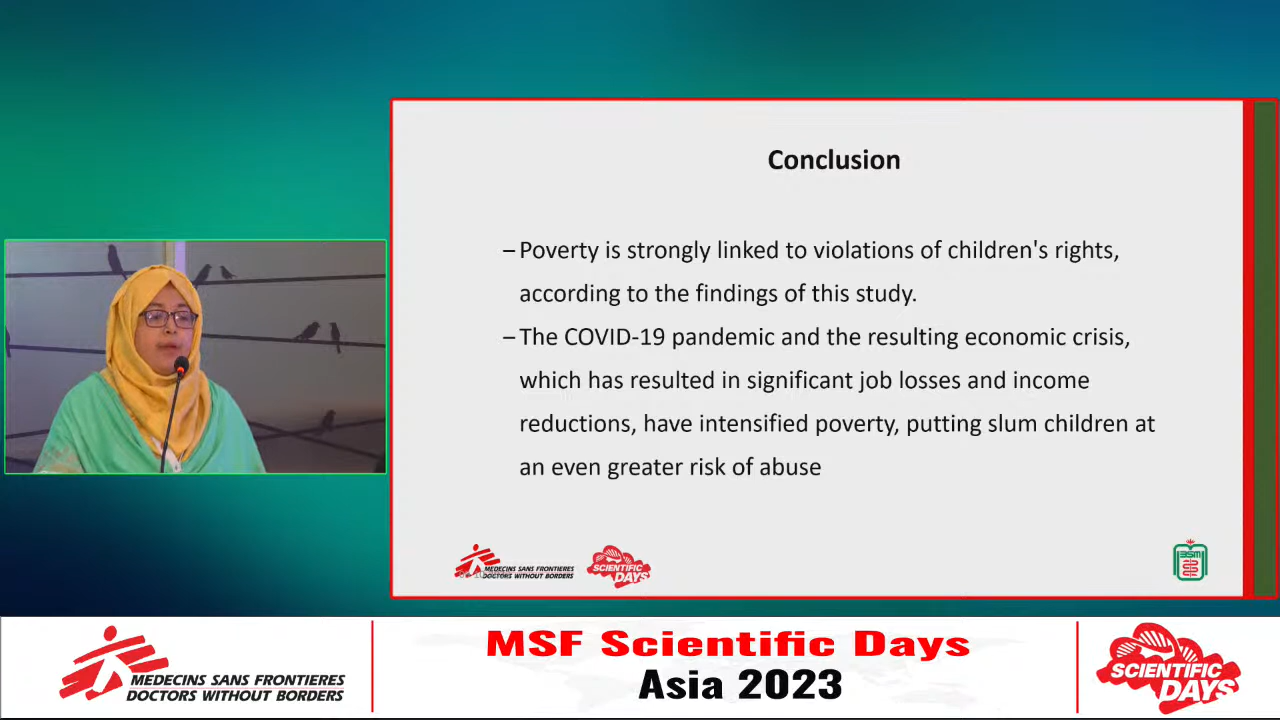 Conclusion
– Poverty is strongly linked to violations of children's rights,
according to the findings of this study.
– The COVID-19 pandemic and the resulting economic crisis,
which has resulted in significant job losses and income
reductions, have intensified poverty, putting slum children at
an even greater risk of abuse
MEDECINS SANS FRONTIERES
DOCTORS WITHOUT BORDERS
SCIENTIFIC
DAYS
BSM
MEDECINS SANS FRONTIERES
DOCTORS WITHOUT BORDERS
MSF Scientific Days
Asia 2023
SCIENTIFIC
DAYS